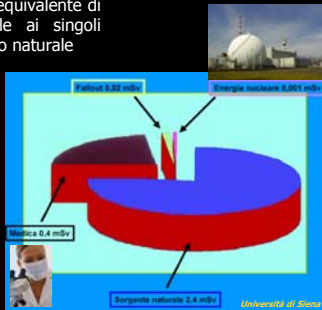 equivalente di
le ai singoli
o naturale
Fallout 0,02 mSv
Energia nucleare 0,001 mSv
Medica 0,4 mSv
Sorgente naturale 2,4 mSv
Università di Siena